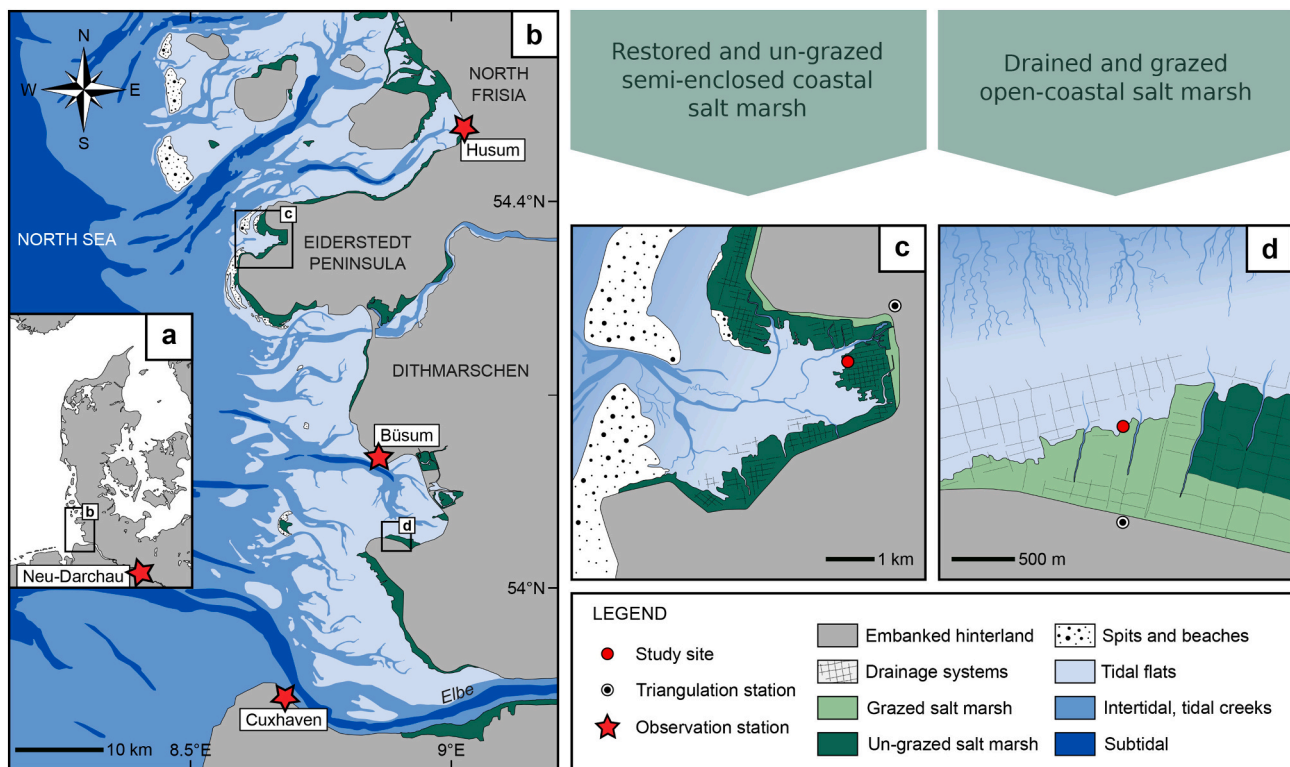 b
N
W
E
S
NORTH
FRISIA
Husum
54.4°N
c
NORTH SEA
EIDERSTEDT
PENINSULA
a
DITHMARSCHEN
Büsum
b
d
Neu-Darchau
54°N
Elbe
Cuxhaven
10 km
8.5°E
9°E
Restored and un-grazed
semi-enclosed coastal
salt marsh
Drained and grazed
open-coastal salt marsh
c
1 km
d
500 m
LEGEND
Study site
Triangulation station
Observation station
Embanked hinterland
Drainage systems
Grazed salt marsh
Un-grazed salt marsh
Spits and beaches
Tidal flats
Intertidal, tidal creeks
Subtidal